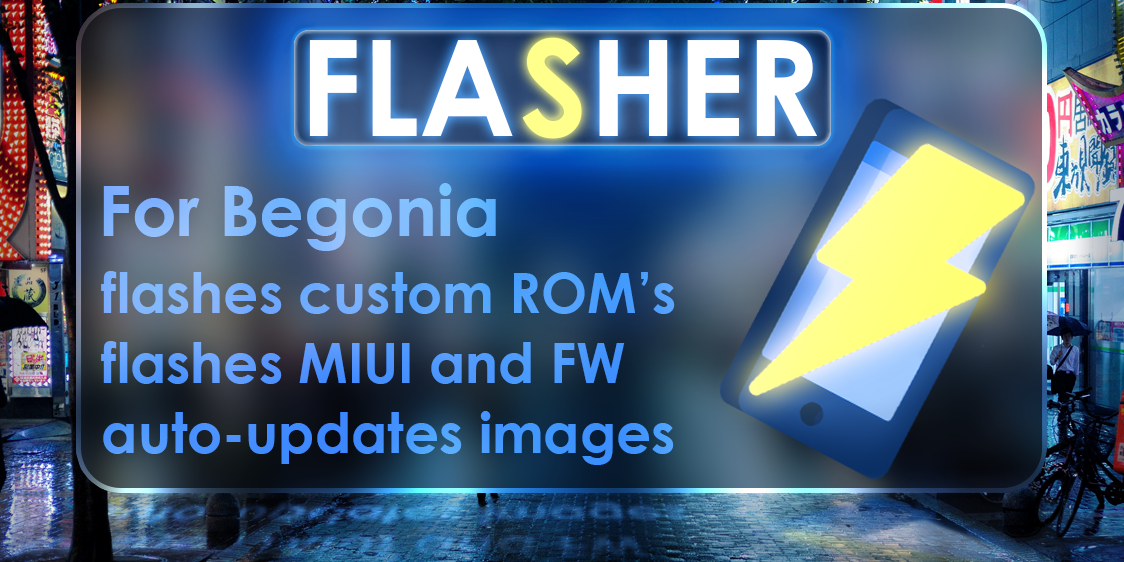 FLASHER
For Begonia
flashes custom ROM’s
flashes MIUI and FW
auto-updates images